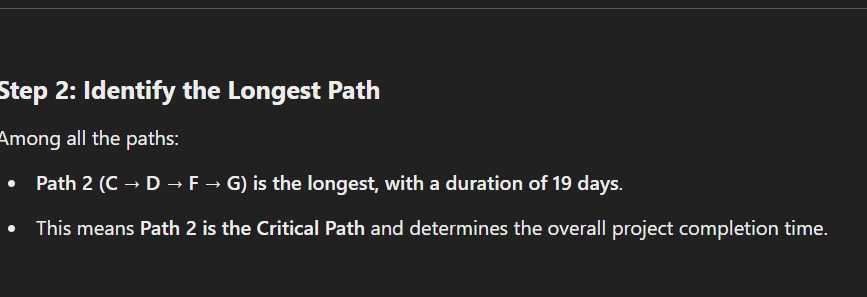 Step 2: Identify the Longest Path
Among all the paths:
• Path 2 (C → D → F → G) is the longest, with a duration of 19 days.
• This means Path 2 is the Critical Path and determines the overall project completion time.